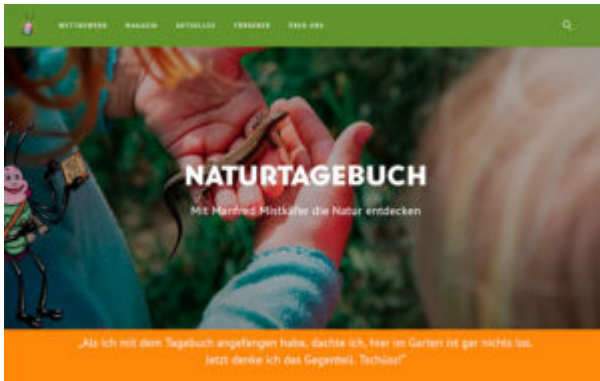 WETTBEWERB MAGAZIN AKTUELLES FÖRDERER ÜBER UNS
NATURTAGEBUCH
Mit Manfred Mistkäfer die Natur entdecken
„Als ich mit dem Tagebuch angefangen habe, dachte ich, hier im Garten ist gar nichts los.
Jetzt denke ich das Gegenteil. Tschüss!“